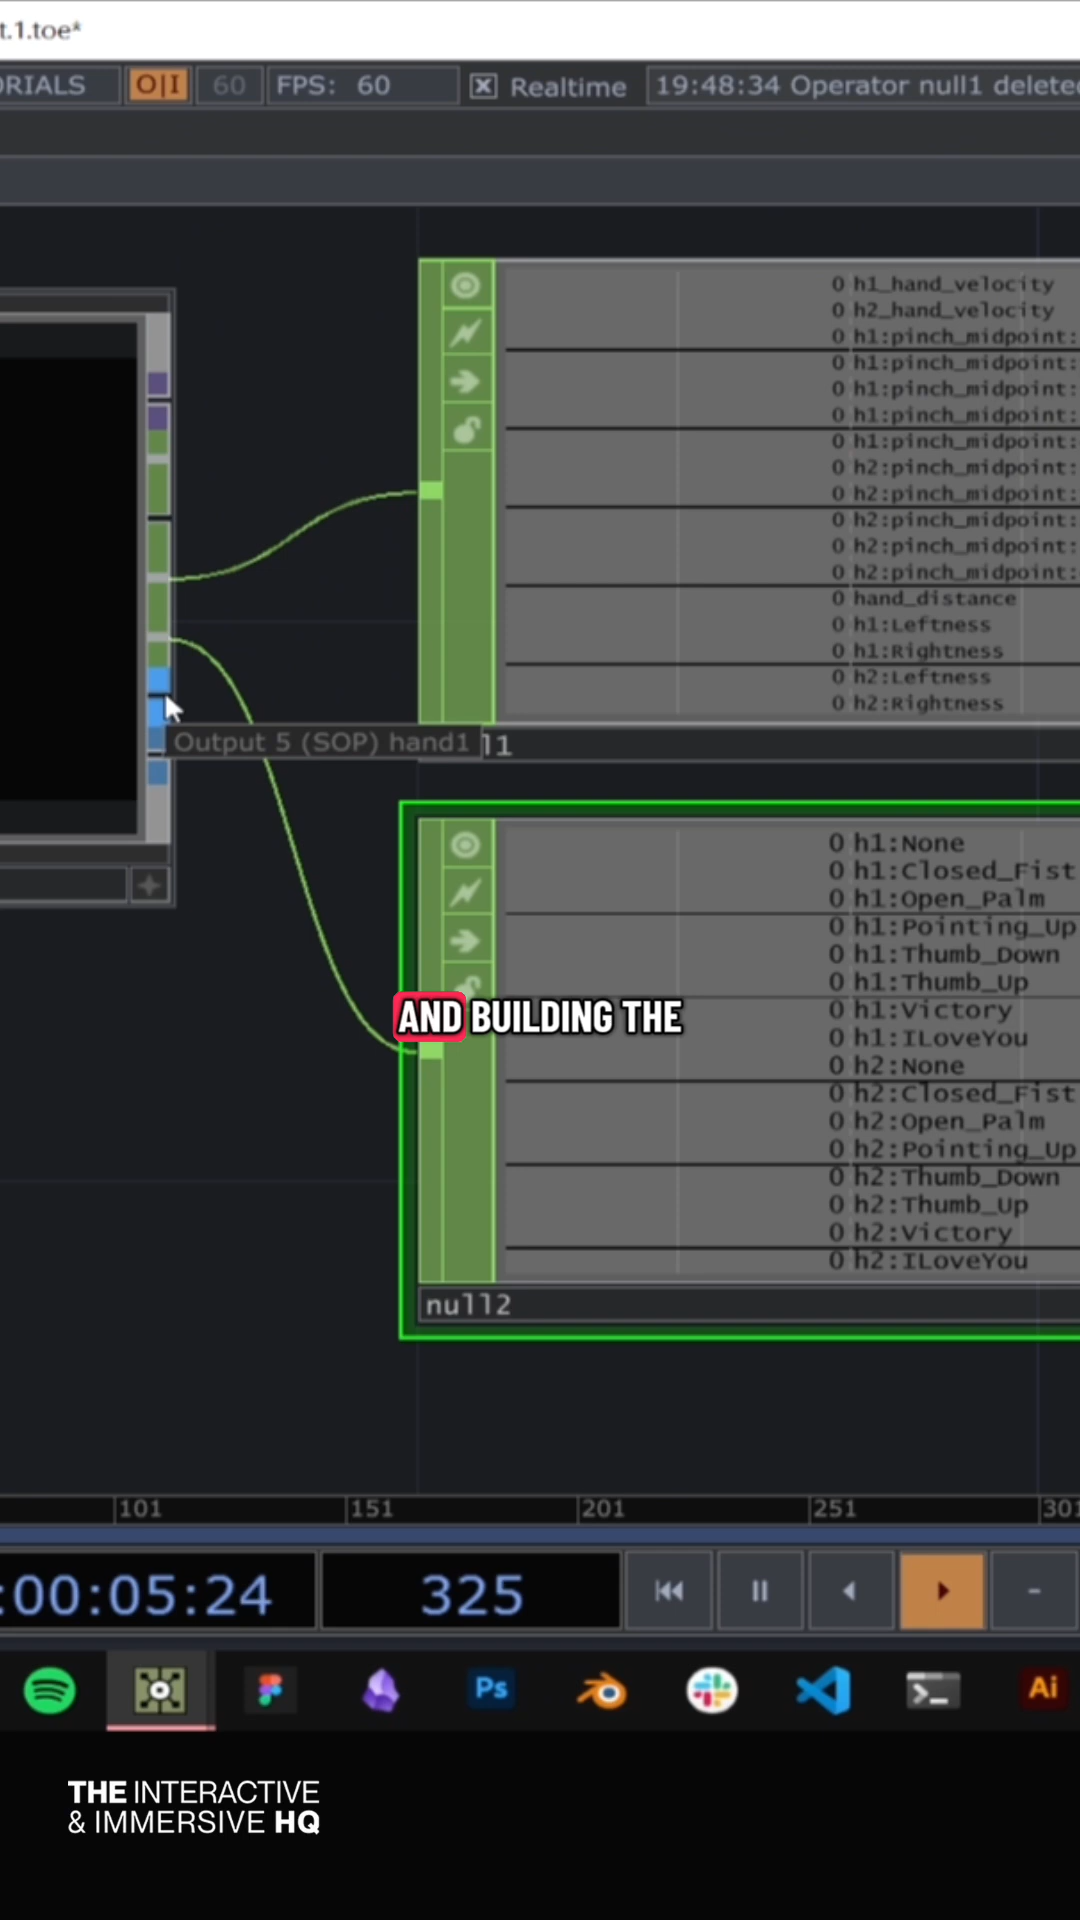 t.1.toe*
ORIALS O|I 60 FPS: 60 Realtime 19:48:34 Operator null1 delete
0 h1_hand_velocity
0 h2_hand_velocity
0 h1:pinch_midpoint:
0 h1:pinch_midpoint:
0 h1:pinch_midpoint:
0 h1:pinch_midpoint:
0 h1:pinch_midpoint:
0 h2:pinch_midpoint:
0 h2:pinch_midpoint:
0 h2:pinch_midpoint:
0 h2:pinch_midpoint:
0 h2:pinch_midpoint:
0 hand_distance
0 h1:Leftness
0 h1:Rightness
0 h2:Leftness
0 h2:Rightness
Output 5 (SOP) hand1 l1
0 h1:None
0 h1:Closed_Fist
0 h1:Open_Palm
0 h1:Pointing_Up
0 h1:Thumb_Down
0 h1:Thumb_Up
AND BUILDING THE
0 h1:Victory
0 h1:ILoveYou
0 h2:None
0 h2:Closed_Fist
0 h2:Open_Palm
0 h2:Pointing_Up
0 h2:Thumb_Down
0 h2:Thumb_Up
0 h2:Victory
0 h2:ILoveYou
null2
101 151 201 251 301
:00:05:24 325
Ps Ai
THE INTERACTIVE
& IMMERSIVE HQ